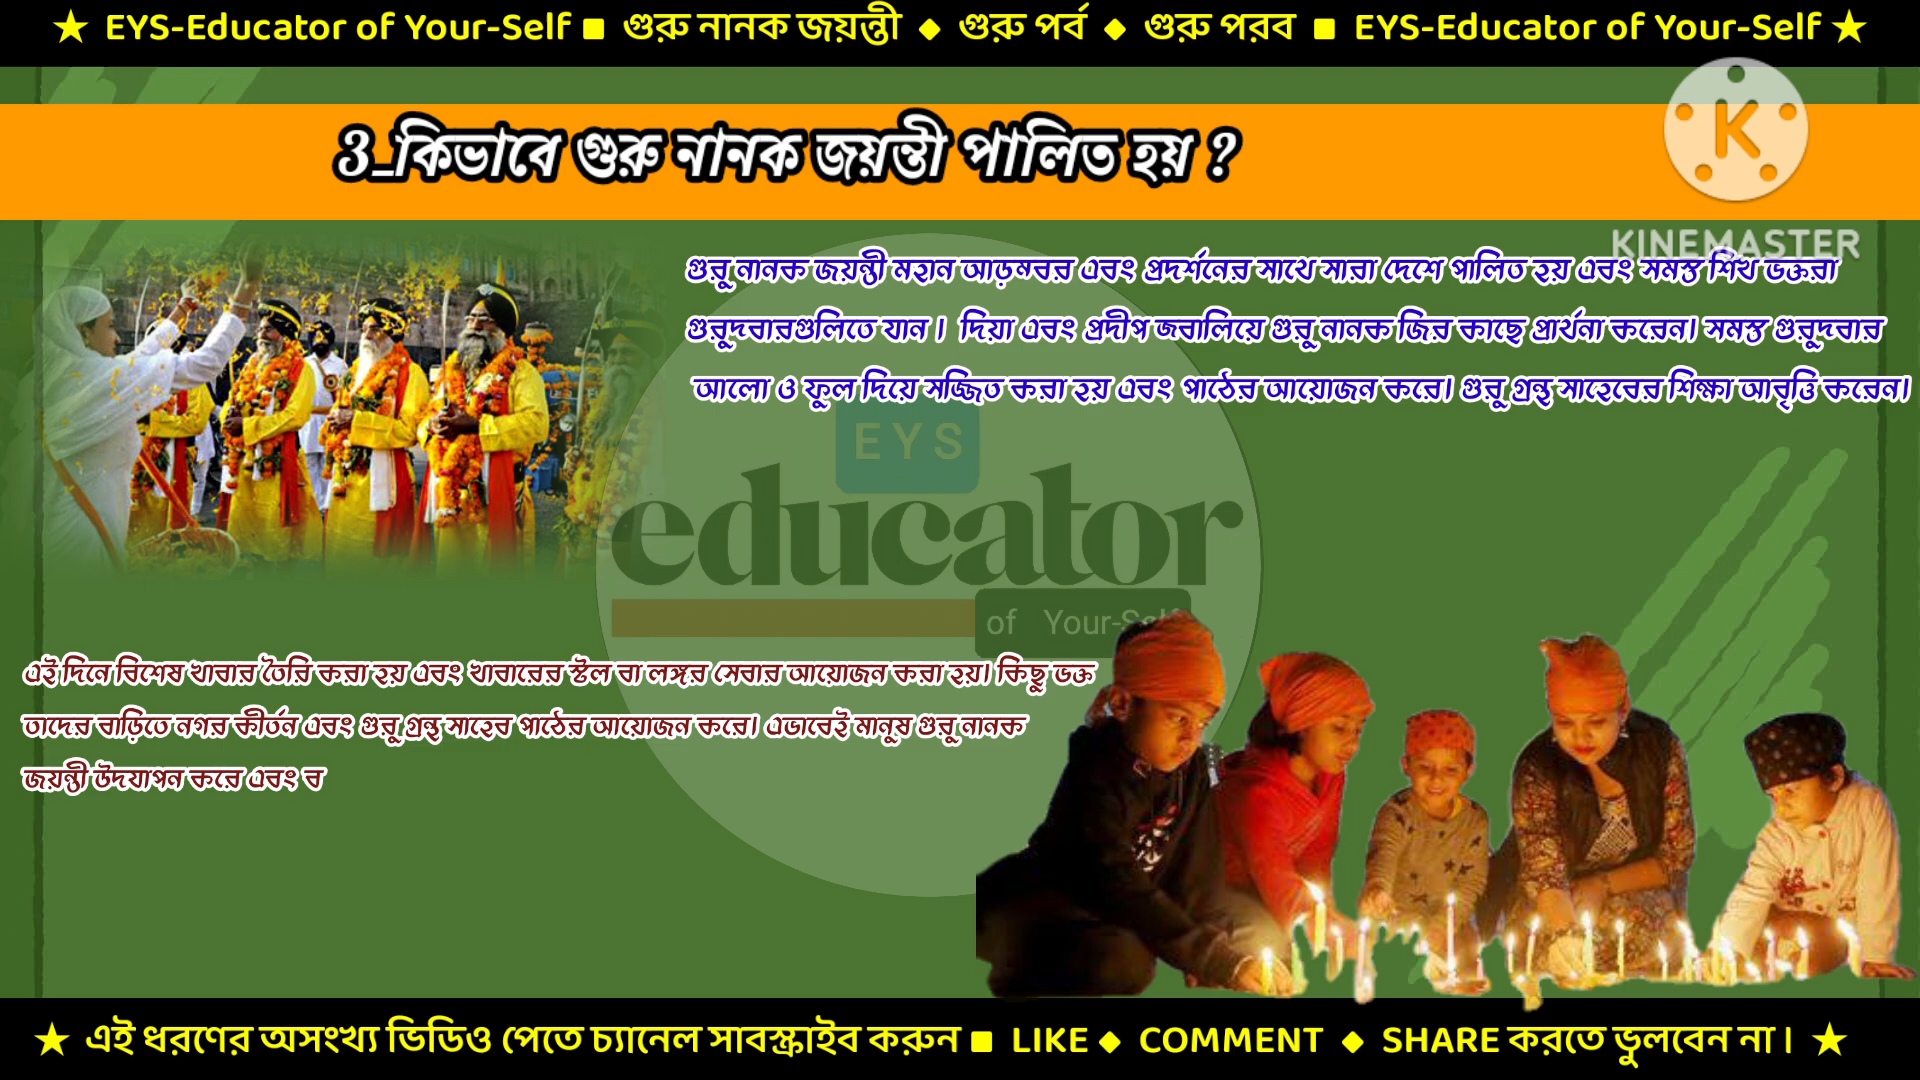 ★ EYS-Educator of Your-Self ■ গুরু নানক জয়ন্তী ◆ গুরু পর্ব ◆ গুরু পরব ■ EYS-Educator of Your-Self ★
3_কিভাবে গুরু নানক জয়ন্তী পালিত হয় ?
KINEMASTER
গুরু নানক জয়ন্তী মহান আড়ম্বর এবং প্রদর্শনের সাথে সারা দেশে পালিত হয় এবং সমস্ত শিখ ভক্তরা
গুরুদবারগুলিতে যান। দিয়া এবং প্রদীপ জবালিয়ে গুরু নানক জির কাছে প্রার্থনা করেন। সমস্ত গুরুদবার
আলো ও ফুল দিয়ে সজ্জিত করা হয় এবং পাঠের আয়োজন করে। গুরু গ্রন্থ সাহেবের শিক্ষা আবৃত্তি করেন।
EYS
educator
of Your-Self
এই দিনে বিশেষ খাবার তৈরি করা হয় এবং খাবারের স্টল বা লঙ্গর সেবার আয়োজন করা হয়। কিছু ভক্ত
তাদের বাড়িতে নগর কীর্তন এবং গুরু গ্রন্থ সাহেব পাঠের আয়োজন করে। এভাবেই মানুষ গুরু নানক
জয়ন্তী উদযাপন করে এবং ব
★ এই ধরণের অসংখ্য ভিডিও পেতে চ্যানেল সাবস্ক্রাইব করুন ■ LIKE ◆ COMMENT ◆ SHARE করতে ভুলবেন না। ★